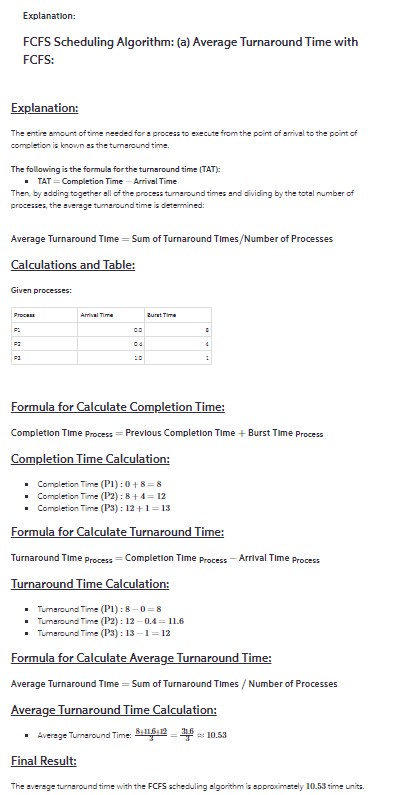 Explanation:
FCFS Scheduling Algorithm: (a) Average Turnaround Time with
FCFS:
Explanation:
The entire amount of time needed for a process to execute from the point of arrival to the point of
completion is known as the turnaround time.
The following is the formula for the turnaround time (TAT):
▪ TAT = Completion Time − Arrival Time
Then, by adding together all of the process turnaround times and dividing by the total number of
processes, the average turnaround time is determined:
Average Turnaround Time = Sum of Turnaround Times/Number of Processes
Calculations and Table:
Given processes:
Process Arrival Time Burst Time
P1 0.0 8
P2 0.4 4
P3 1.0 1
Formula for Calculate Completion Time:
Completion Time Process = Previous Completion Time + Burst Time Process
Completion Time Calculation:
▪ Completion Time (P1) : 0 + 8 = 8
▪ Completion Time (P2) : 8 + 4 = 12
▪ Completion Time (P3) : 12 + 1 = 13
Formula for Calculate Turnaround Time:
Turnaround Time Process = Completion Time Process − Arrival Time Process
Turnaround Time Calculation:
▪ Turnaround Time (P1) : 8 − 0 = 8
▪ Turnaround Time (P2) : 12 − 0.4 = 11.6
▪ Turnaround Time (P3) : 13 − 1 = 12
Formula for Calculate Average Turnaround Time:
Average Turnaround Time = Sum of Turnaround Times / Number of Processes
Average Turnaround Time Calculation:
▪ Average Turnaround Time: 8+11.6+12/3 = 31.6/3 ≈ 10.53
Final Result:
The average turnaround time with the FCFS scheduling algorithm is approximately 10.53 time units.